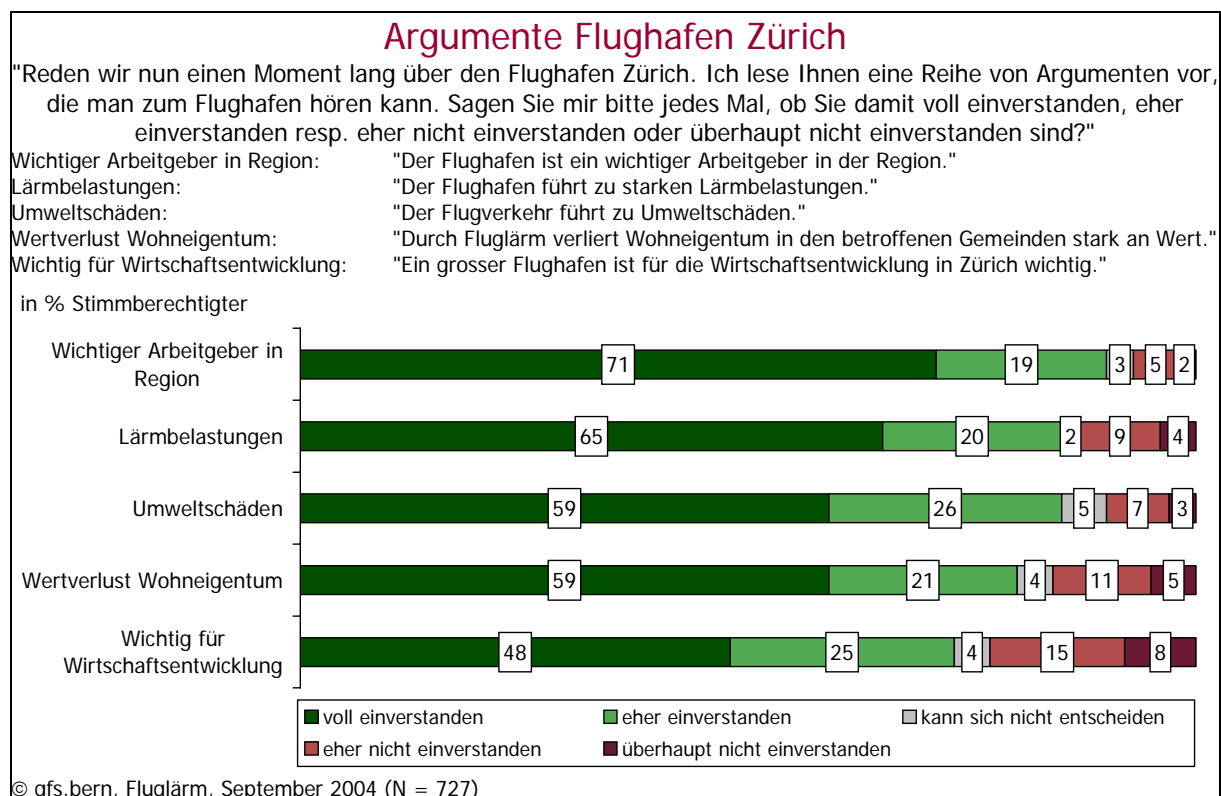 Argumente Flughafen Zürich
"Reden wir nun einen Moment lang über den Flughafen Zürich. Ich lese Ihnen eine Reihe von Argumenten vor,
die man zum Flughafen hören kann. Sagen Sie mir bitte jedes Mal, ob Sie damit voll einverstanden, eher
einverstanden resp. eher nicht einverstanden oder überhaupt nicht einverstanden sind?"
Wichtiger Arbeitgeber in Region: "Der Flughafen ist ein wichtiger Arbeitgeber in der Region."
Lärmbelastungen: "Der Flughafen führt zu starken Lärmbelastungen."
Umweltschäden: "Der Flugverkehr führt zu Umweltschäden."
Wertverlust Wohneigentum: "Durch Fluglärm verliert Wohneigentum in den betroffenen Gemeinden stark an Wert."
Wichtig für Wirtschaftsentwicklung: "Ein grosser Flughafen ist für die Wirtschaftsentwicklung in Zürich wichtig."
in % Stimmberechtigter
Wichtiger Arbeitgeber in
Region
71 19 3 5 2
Lärmbelastungen 65 20 2 9 4
Umweltschäden 59 26 5 7 3
Wertverlust Wohneigentum 59 21 4 11 5
Wichtig für
Wirtschaftsentwicklung
48 25 4 15 8
voll einverstanden eher einverstanden kann sich nicht entscheiden
eher nicht einverstanden überhaupt nicht einverstanden
© gfs.bern, Fluglärm, September 2004 (N = 727)